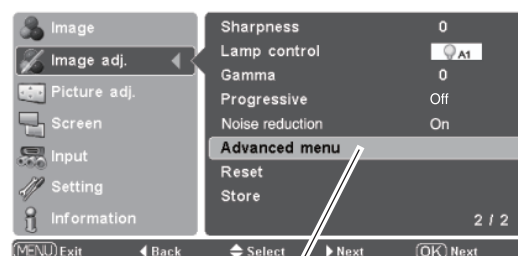 Image
Image adj.
Picture adj.
Screen
Input
Setting
Information
Sharpness 0
Lamp control A1
Gamma 0
Progressive Off
Noise reduction On
Advanced menu
Reset
Store
2 / 2
MENU Exit Back Select Next OK Next